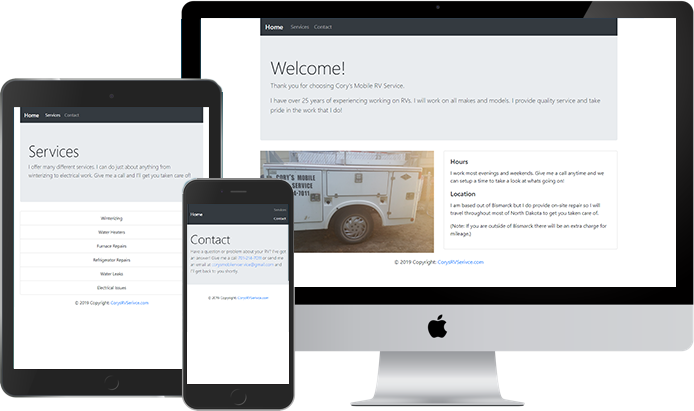 Home Services Contact
Welcome!
Thank you for choosing Cory's Mobile RV Service.
I have over 25 years of experiencing working on RVs. I will work on all makes and models. I provide quality service and take
pride in the work that I do!
CORY'S MOBILE
SERVICE
-7011
Hours
I work most evenings and weekends. Give me a call anytime and we
can setup a time to take a look at whats going on!
Location
I am based out of Bismarck but I do provide on-site repair so I will
travel throughout most of North Dakota to get you taken care of.
(Note: If you are outside of Bismarck there will be an extra charge for
mileage.)
© 2019 Copyright: CorysRVSerivce.com
Home Services Contact
Services
I offer many different services. I can do just about anything from
winterizing to electrical work. Give me a call and I'll get you taken care of!
Winterizing
Water Heaters
Furnace Repairs
Refrigerator Repairs
Water Leaks
Electrical Issues
© 2019 Copyright: CorysRVSerivce.com
Services
Home
Contact
Contact
Have a question or problem about your RV? I've got
an answer! Give me a call or send me
an email at and
I'll get back to you shortly.
© 2019 Copyright: CorysRVSerivce.com